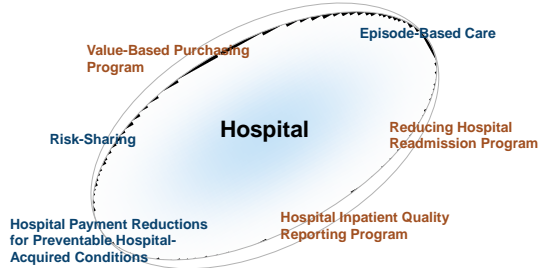 Value-Based Purchasing
Program
Episode-Based Care
Hospital
Risk-Sharing
Reducing Hospital
Readmission Program
Hospital Payment Reductions
for Preventable Hospital-
Acquired Conditions
Hospital Inpatient Quality
Reporting Program